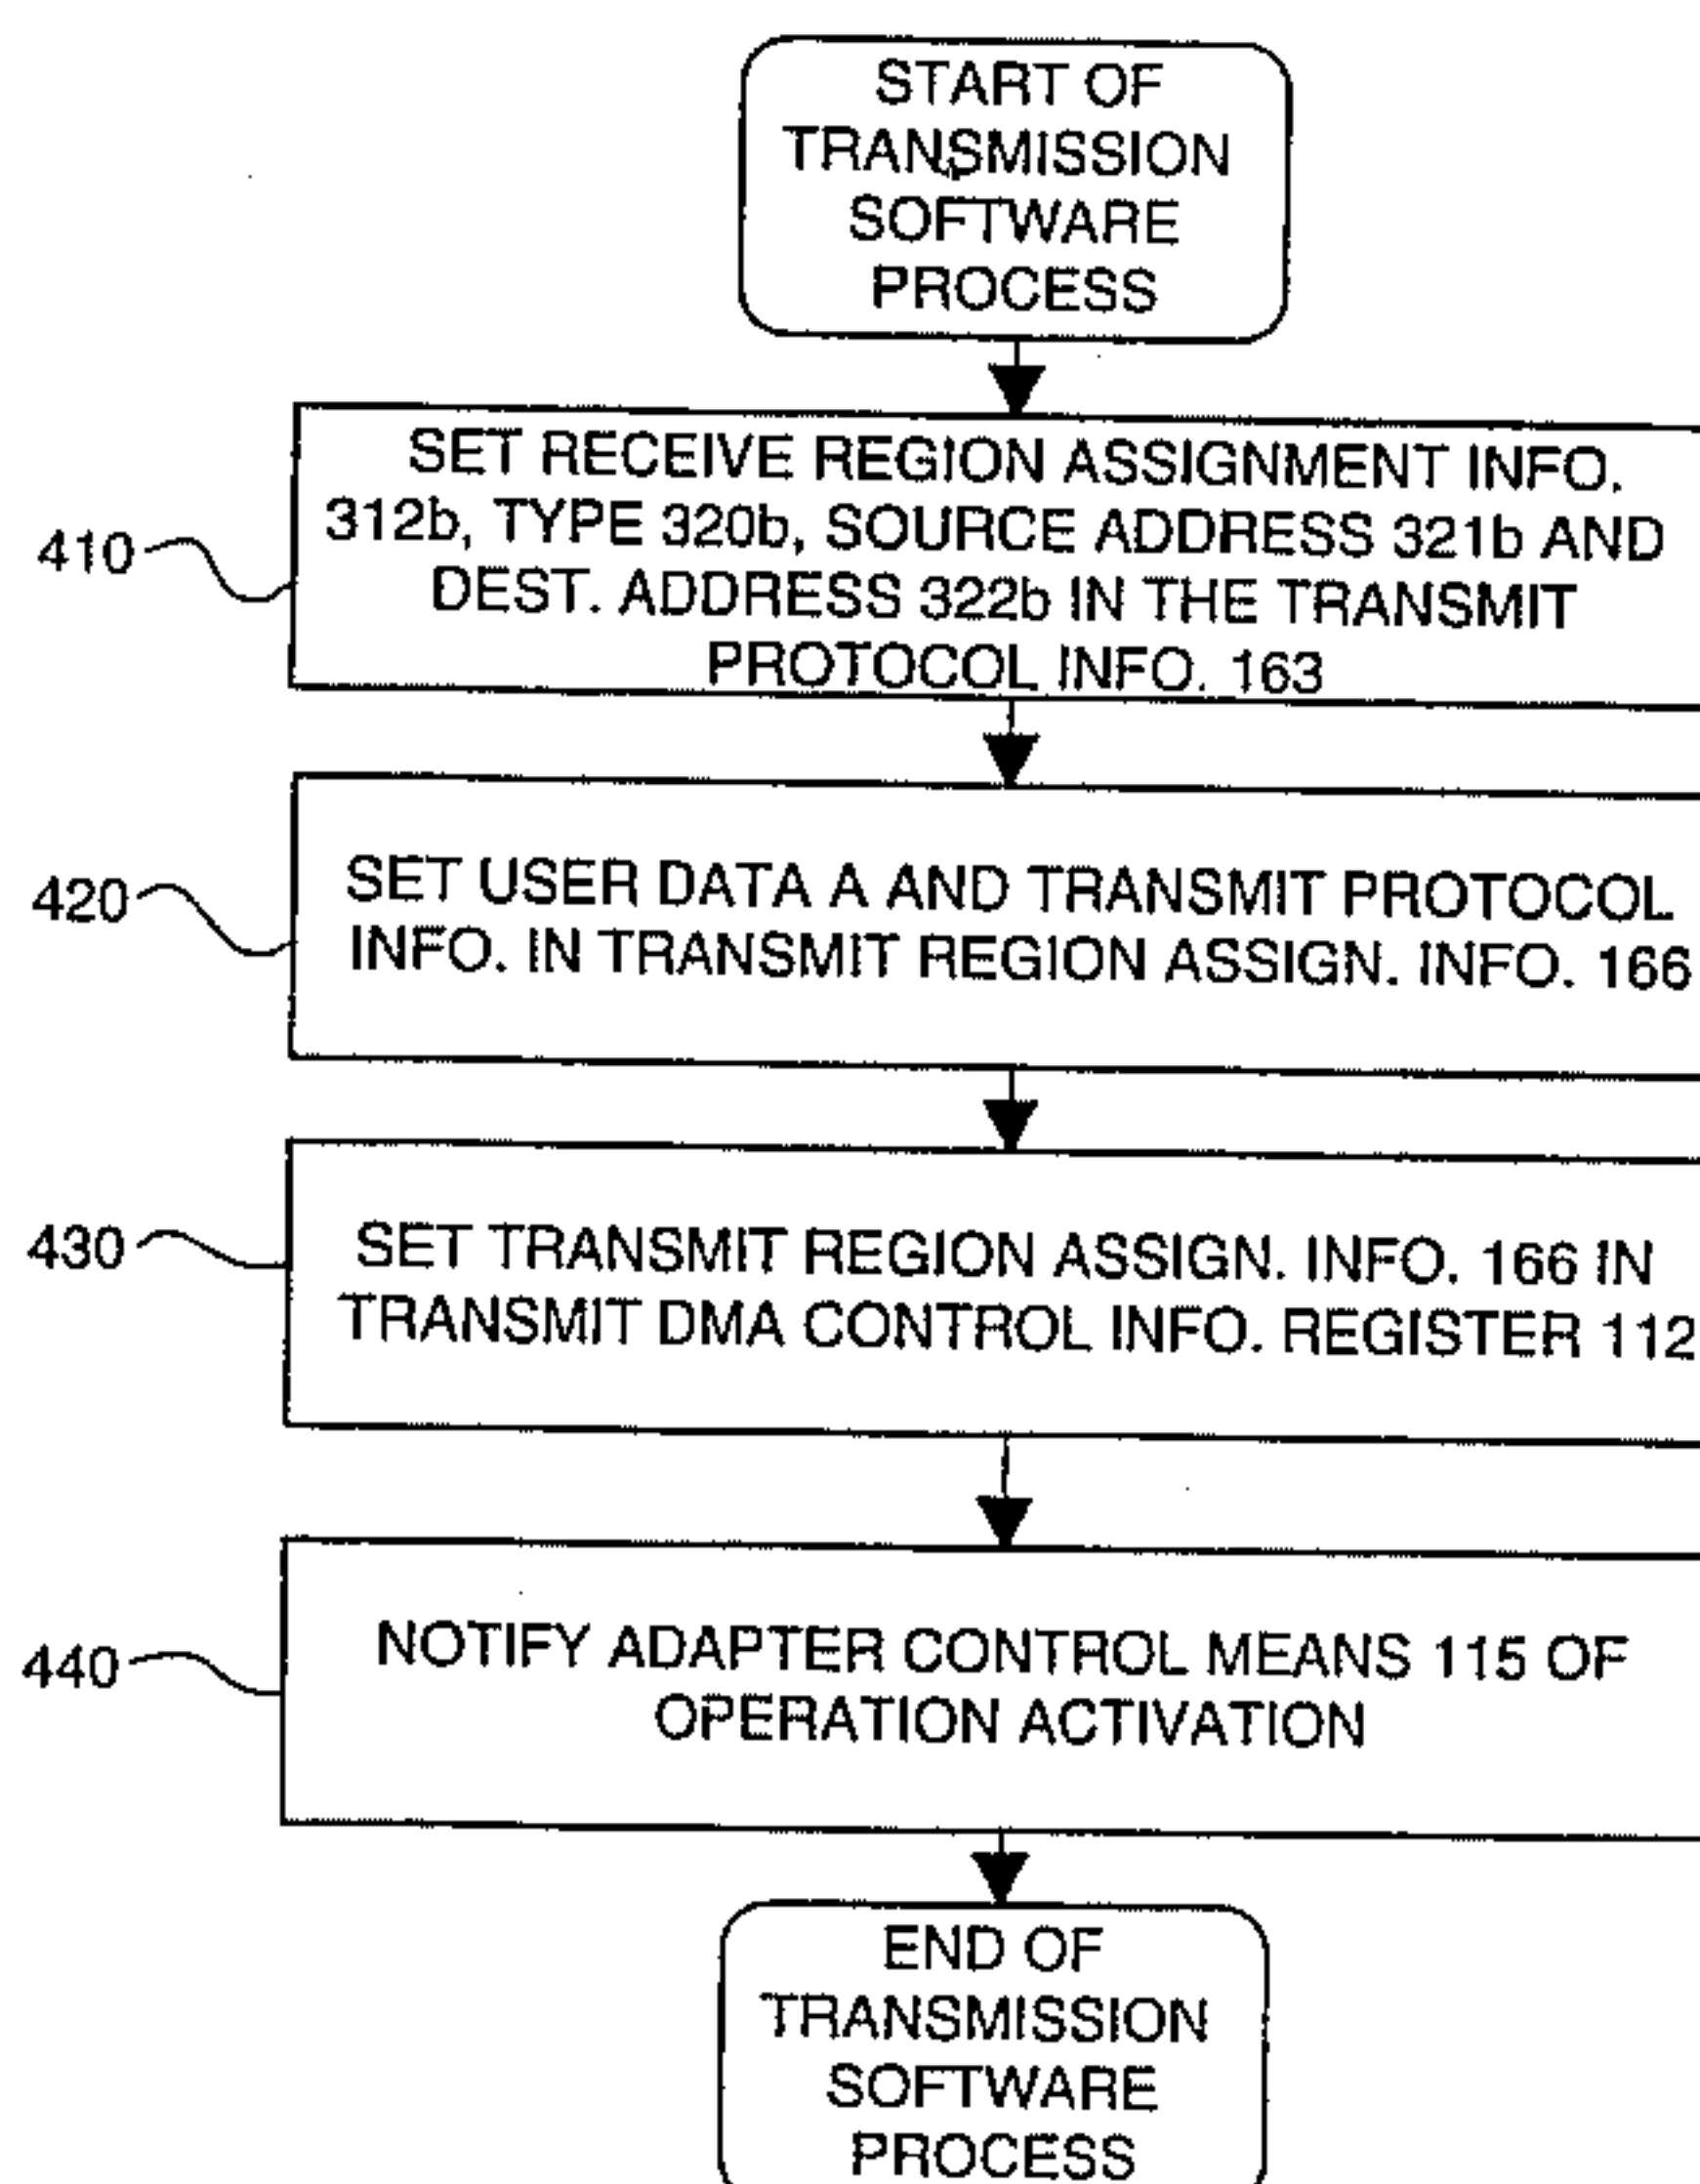 START OF
TRANSMISSION
SOFTWARE
PROCESS
SET RECEIVE REGION ASSIGNMENT INFO.
312b, TYPE 320b, SOURCE ADDRESS 321b AND
DEST. ADDRESS 322b IN THE TRANSMIT
PROTOCOL INFO. 163
410
SET USER DATA A AND TRANSMIT PROTOCOL
INFO. IN TRANSMIT REGION ASSIGN. INFO. 166
420
SET TRANSMIT REGION ASSIGN. INFO. 166 IN
TRANSMIT DMA CONTROL INFO. REGISTER 112
430
NOTIFY ADAPTER CONTROL MEANS 115 OF
OPERATION ACTIVATION
440
END OF
TRANSMISSION
SOFTWARE
PROCESS